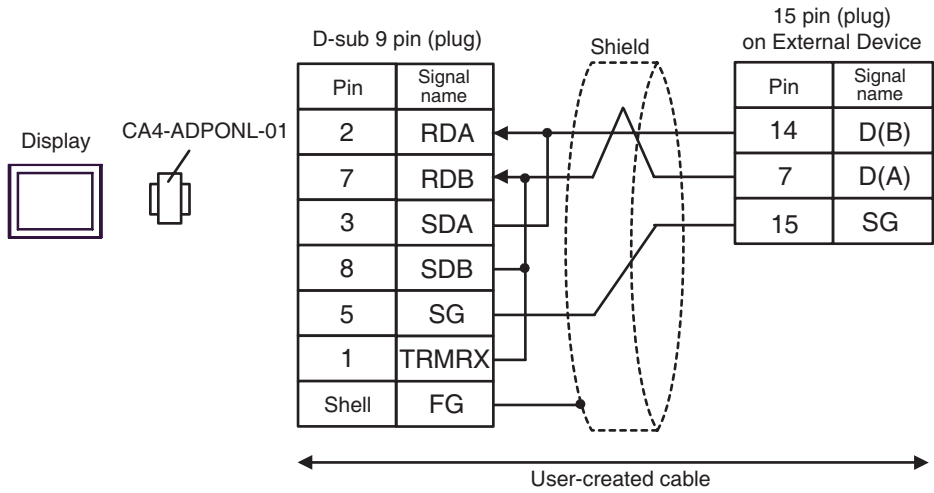 D-sub 9 pin (plug)
Shield
15 pin (plug)
on External Device
Display
CA4-ADPONL-01
Pin Signal name
2 RDA
7 RDB
3 SDA
8 SDB
5 SG
1 TRMRX
Shell FG
Pin Signal name
14 D(B)
7 D(A)
15 SG
User-created cable